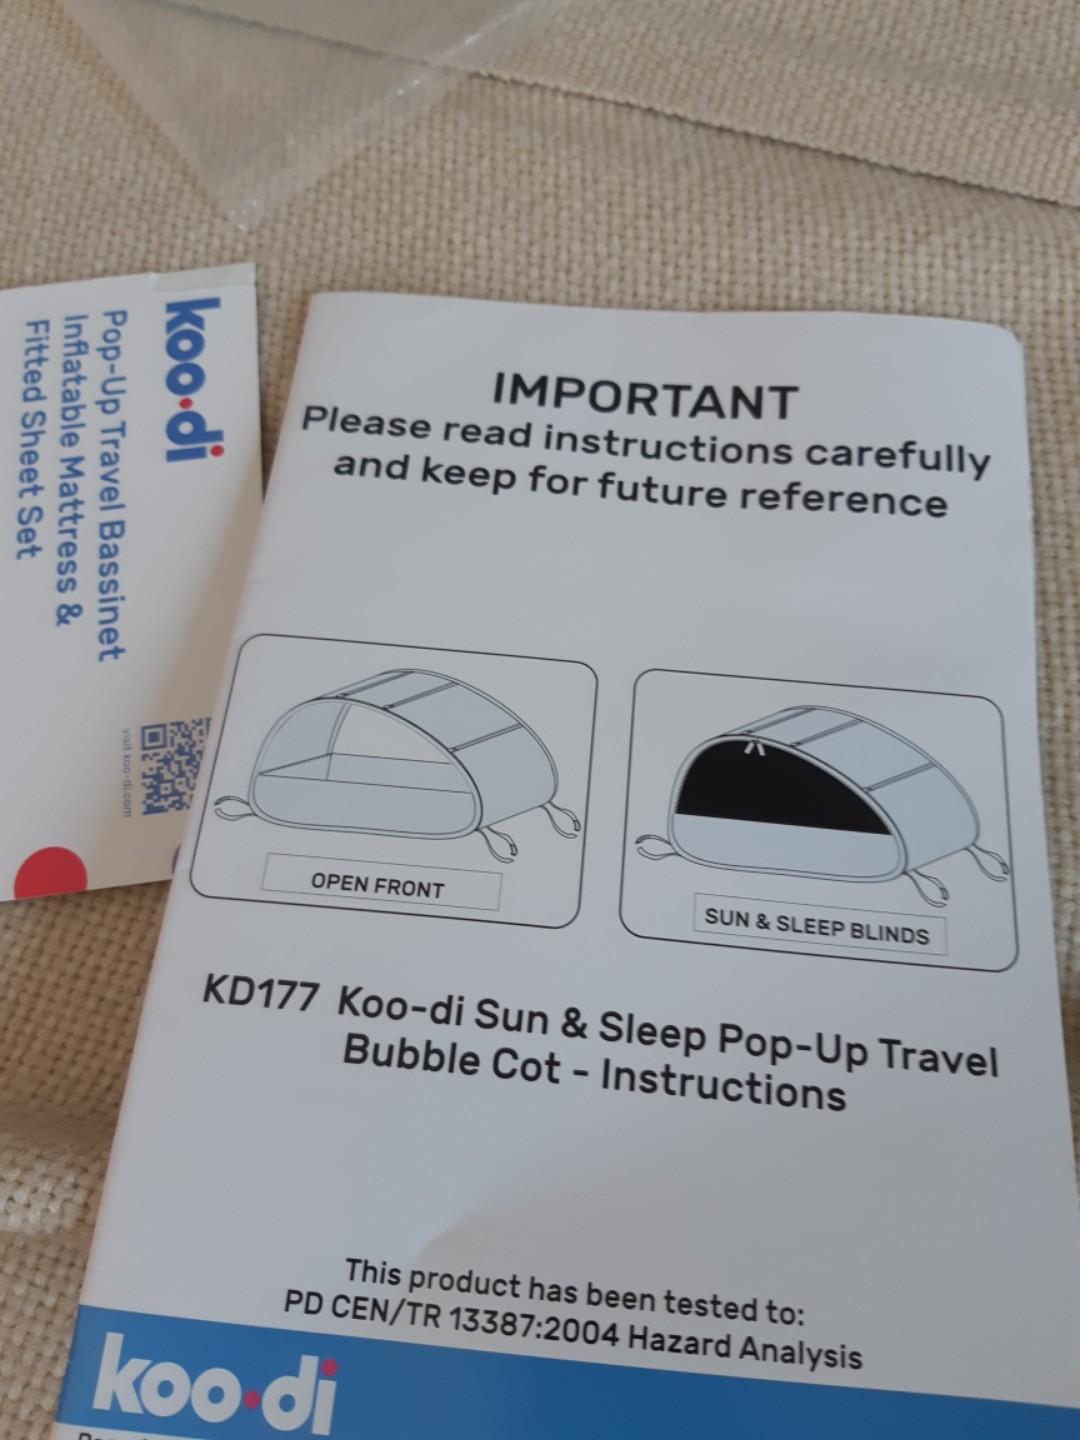 koo-di
Pop-Up Travel Bassinet
Inflatable Mattress &
Fitted Sheet Set
visit koo-di.com
IMPORTANT
Please read instructions carefully
and keep for future reference
OPEN FRONT
SUN & SLEEP BLINDS
KD177 Koo-di Sun & Sleep Pop-Up Travel
Bubble Cot - Instructions
This product has been tested to:
PD CEN/TR 13387:2004 Hazard Analysis
koo-di